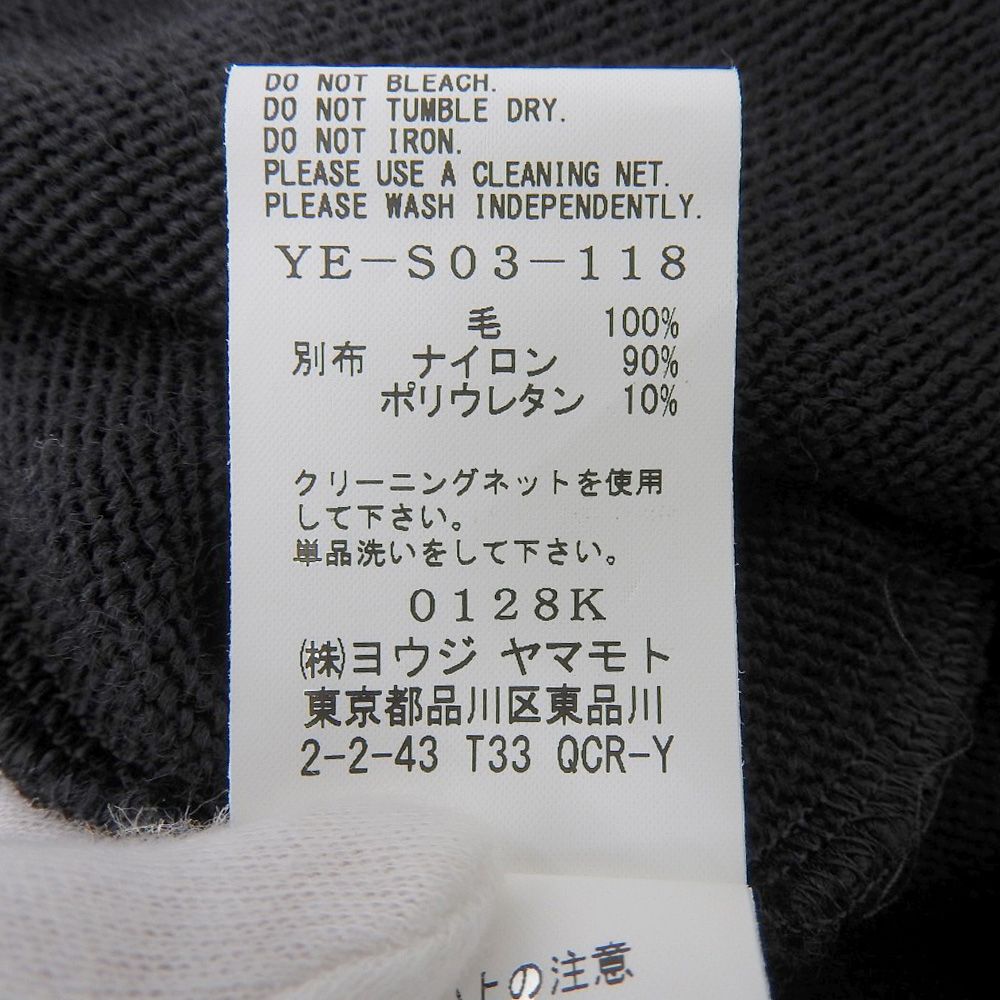 DO NOT BLEACH.
DO NOT TUMBLE DRY.
DO NOT IRON.
PLEASE USE A CLEANING NET.
PLEASE WASH INDEPENDENTLY.
YE-S03-118
毛 100%
別布 ナイロン 90%
ポリウレタン 10%
クリーニングネットを使用
して下さい。
単品洗いをして下さい。
0128K
㈱ヨウジ ヤマモト
東京都品川区東品川
2-2-43 T33 QCR-Y
上の注意